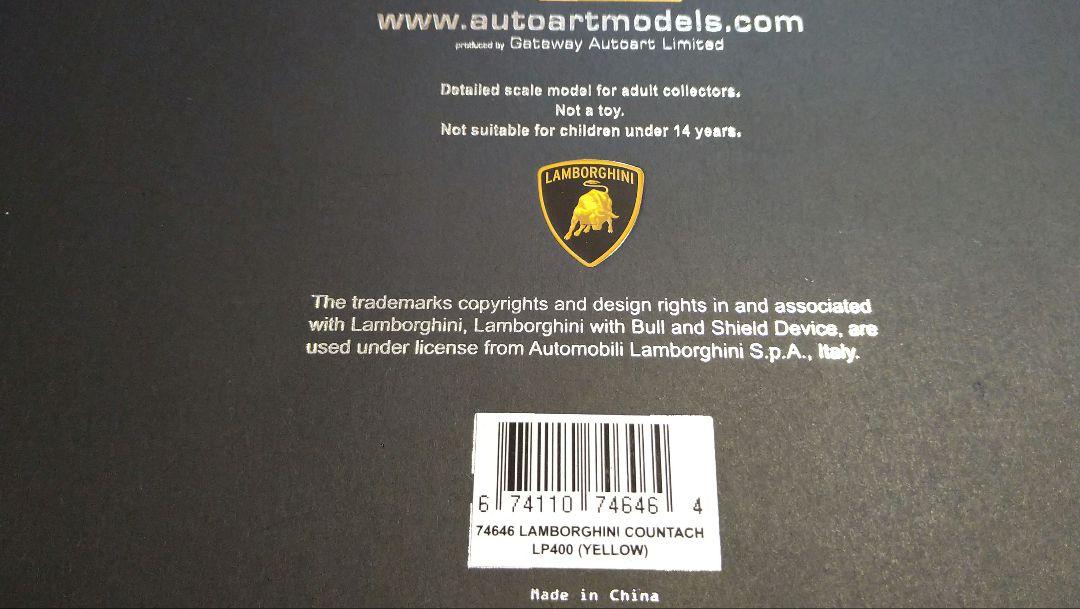 www.autoartmodels.com
produced by Gateway Autoart Limited
Detailed scale model for adult collectors.
Not a toy.
Not suitable for children under 14 years.
LAMBORGHINI
The trademarks copyrights and design rights in and associated
with Lamborghini, Lamborghini with Bull and Shield Device, are
used under license from Automobili Lamborghini S.p.A., Italy.
6 74110 74646 4
74646 LAMBORGHINI COUNTACH
LP400 (YELLOW)
Made in China